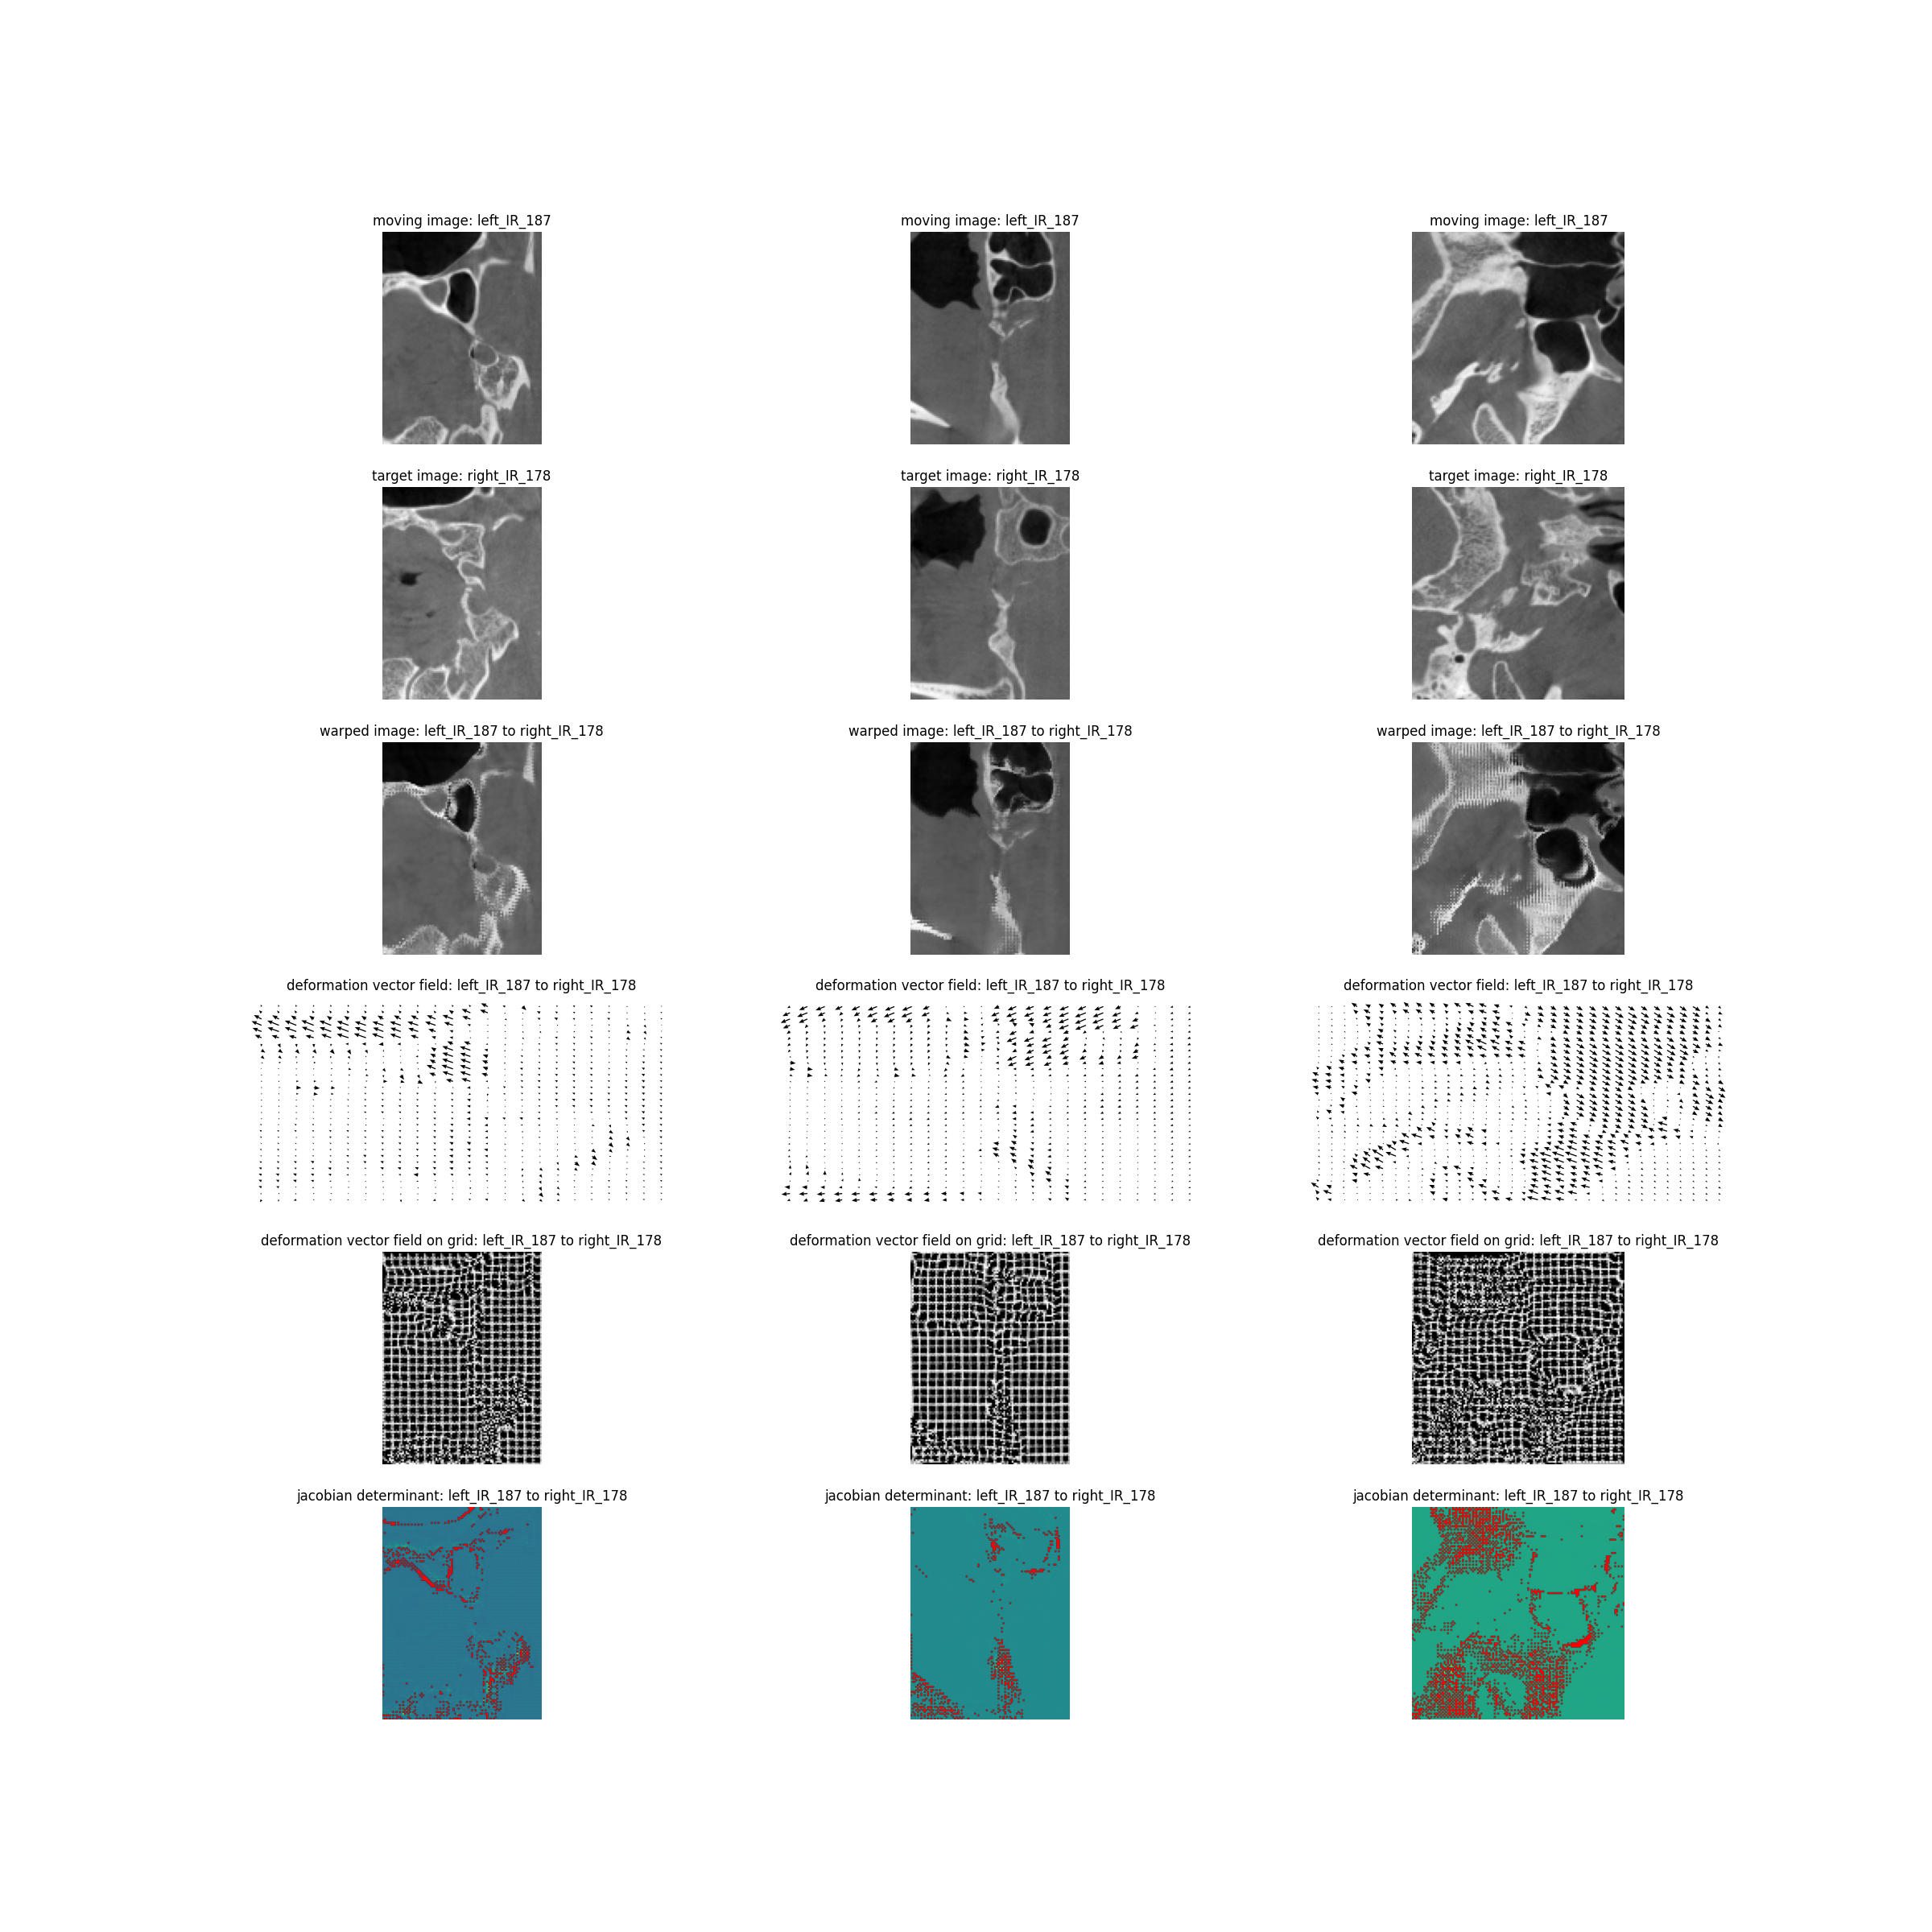 moving image: left_IR_187
moving image: left_IR_187
moving image: left_IR_187
target image: right_IR_178
target image: right_IR_178
target image: right_IR_178
warped image: left_IR_187 to right_IR_178
warped image: left_IR_187 to right_IR_178
warped image: left_IR_187 to right_IR_178
deformation vector field: left_IR_187 to right_IR_178
deformation vector field: left_IR_187 to right_IR_178
deformation vector field: left_IR_187 to right_IR_178
deformation vector field on grid: left_IR_187 to right_IR_178
deformation vector field on grid: left_IR_187 to right_IR_178
deformation vector field on grid: left_IR_187 to right_IR_178
jacobian determinant: left_IR_187 to right_IR_178
jacobian determinant: left_IR_187 to right_IR_178
jacobian determinant: left_IR_187 to right_IR_178